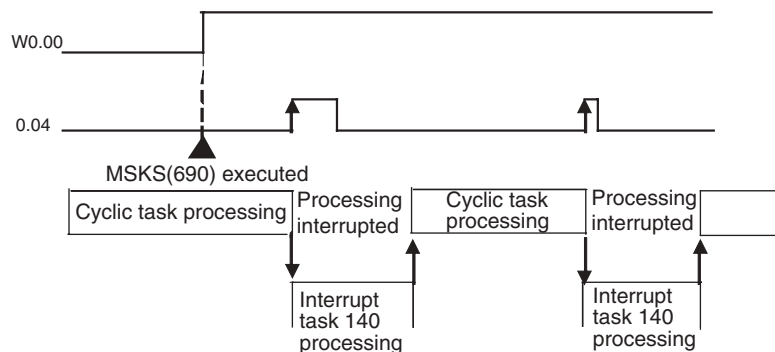 W0.00
0.04
MSKS(690) executed
Cyclic task processing
Processing
interrupted
Cyclic task
processing
Processing
interrupted
Interrupt
task 140
processing
Interrupt
task 140
processing